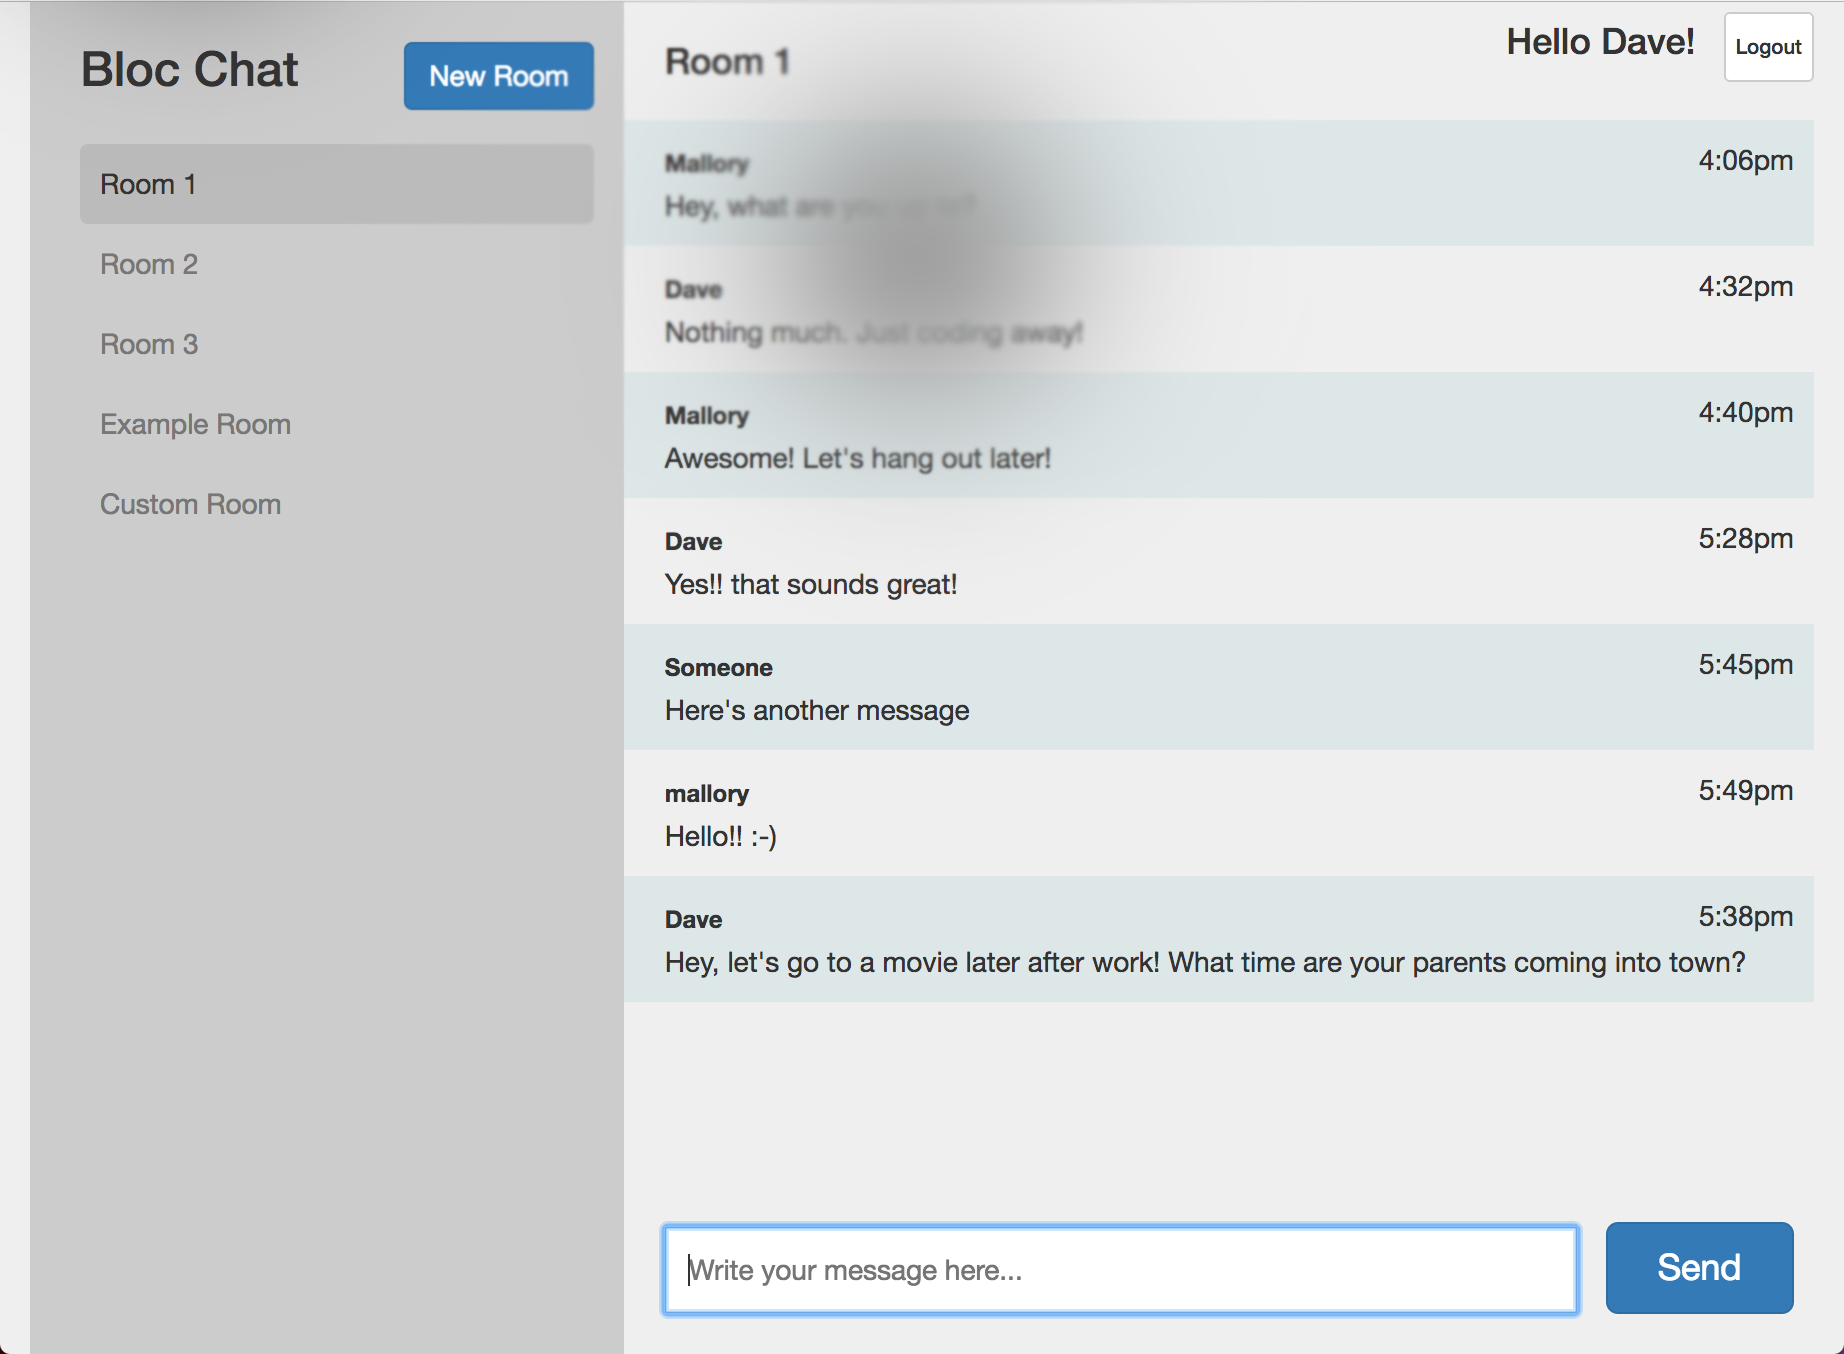 Bloc Chat
New Room
Room 1
Room 2
Room 3
Example Room
Custom Room
Room 1
Hello Dave!
Logout
Mallory
4:06pm
Hey, what are you up to?
Dave
4:32pm
Nothing much. Just coding away!
Mallory
4:40pm
Awesome! Let's hang out later!
Dave
5:28pm
Yes!! that sounds great!
Someone
5:45pm
Here's another message
mallory
5:49pm
Hello!! :-)
Dave
5:38pm
Hey, let's go to a movie later after work! What time are your parents coming into town?
Write your message here...
Send